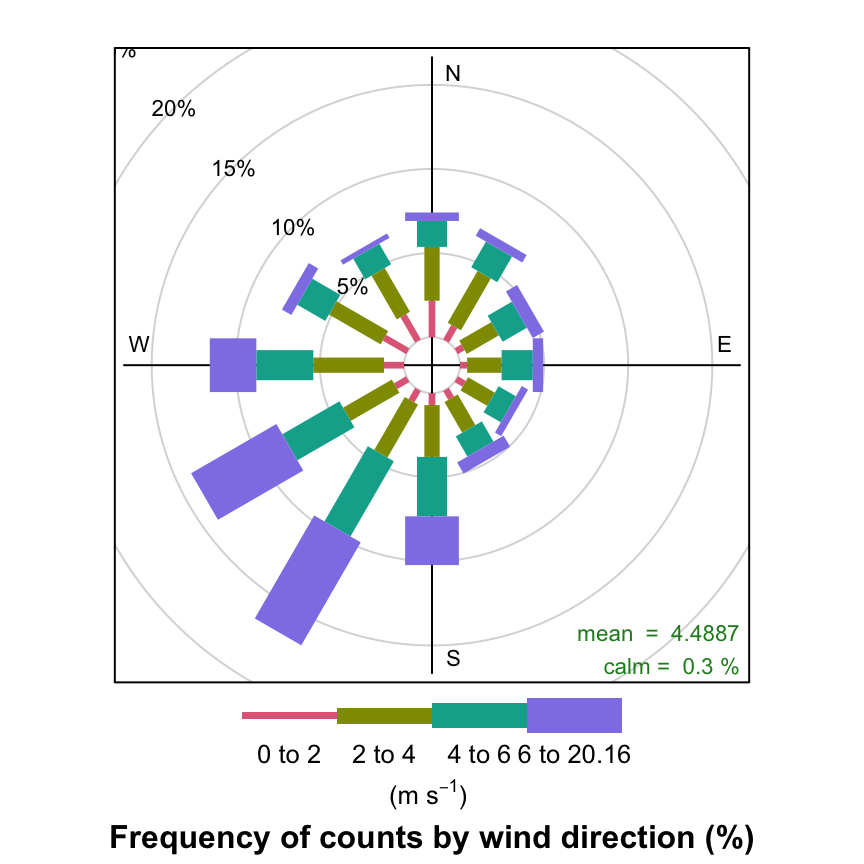 %
N
20%
15%
10%
5%
W
E
mean = 4.4887
S
calm = 0.3 %
0 to 2 2 to 4 4 to 6 6 to 20.16
(m s⁻¹)
Frequency of counts by wind direction (%)